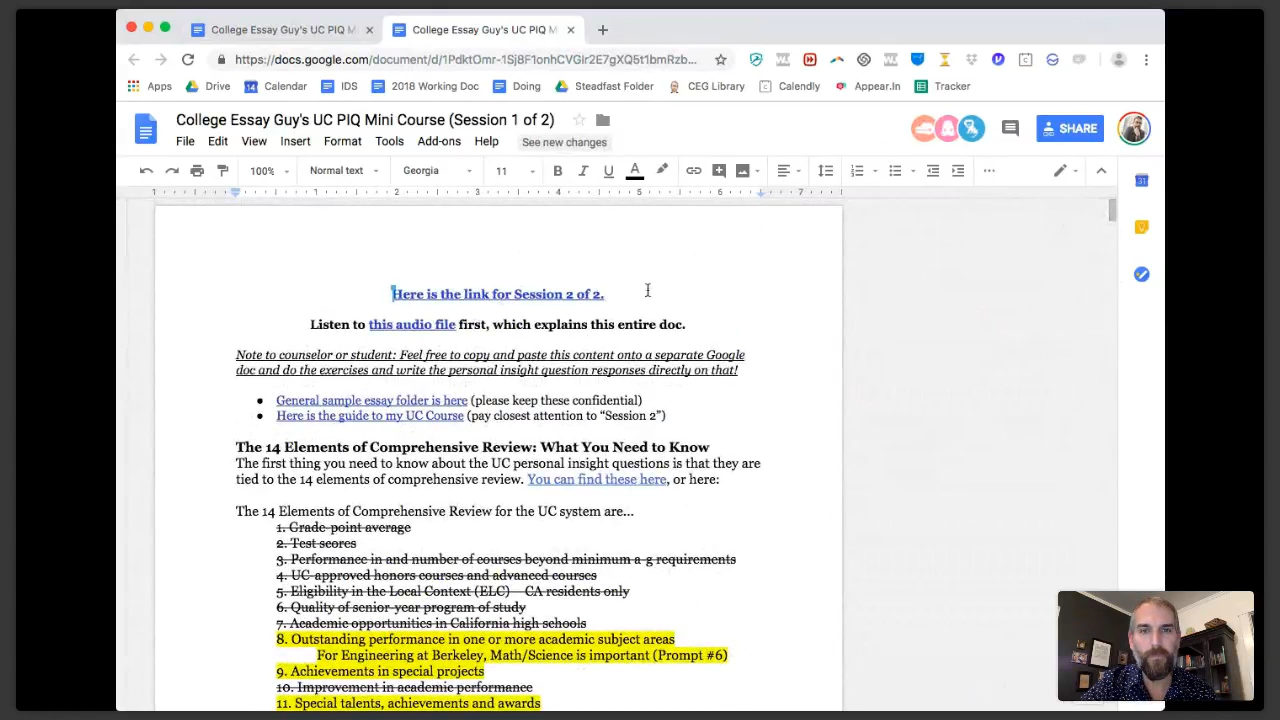 College Essay Guy's UC PIQ M
College Essay Guy's UC PIQ M
https://docs.google.com/document/d/1PdktOmr-1Sj8F1onhCVGir2E7gXQ5t1bmRzb...
Apps Drive Calendar IDS 2018 Working Doc Doing Steadfast Folder CEG Library Calendly Appear.In Tracker
College Essay Guy's UC PIQ Mini Course (Session 1 of 2)
SHARE
File Edit View Insert Format Tools Add-ons Help See new changes
100% Normal text Georgia 11 B I U A
1 1 2 3 4 5 6 7
Here is the link for Session 2 of 2.
Listen to this audio file first, which explains this entire doc.
Note to counselor or student: Feel free to copy and paste this content onto a separate Google
doc and do the exercises and write the personal insight question responses directly on that!
● General sample essay folder is here (please keep these confidential)
● Here is the guide to my UC Course (pay closest attention to “Session 2”)
The 14 Elements of Comprehensive Review: What You Need to Know
The first thing you need to know about the UC personal insight questions is that they are
tied to the 14 elements of comprehensive review. You can find these here, or here:
The 14 Elements of Comprehensive Review for the UC system are...
1. Grade-point average
2. Test scores
3. Performance in and number of courses beyond minimum a-g requirements
4. UC-approved honors courses and advanced courses
5. Eligibility in the Local Context (ELC) – CA residents only
6. Quality of senior-year program of study
7. Academic opportunities in California high schools
8. Outstanding performance in one or more academic subject areas
For Engineering at Berkeley, Math/Science is important (Prompt #6)
9. Achievements in special projects
10. Improvement in academic performance
11. Special talents, achievements and awards